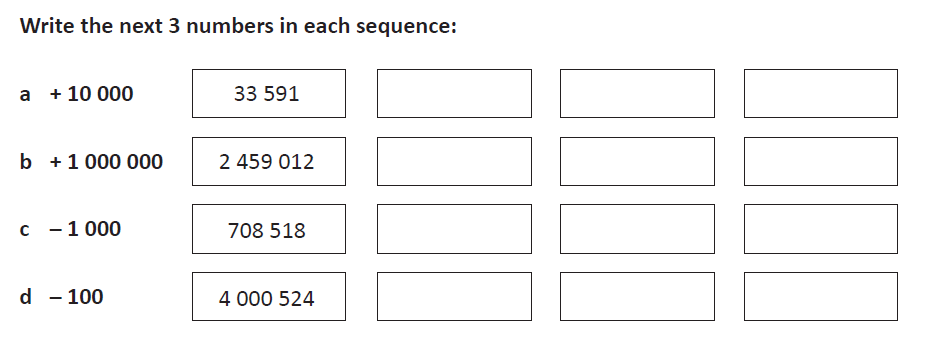 Write the next 3 numbers in each sequence:
a + 10 000 33 591
b + 1 000 000 2 459 012
c – 1 000 708 518
d – 100 4 000 524